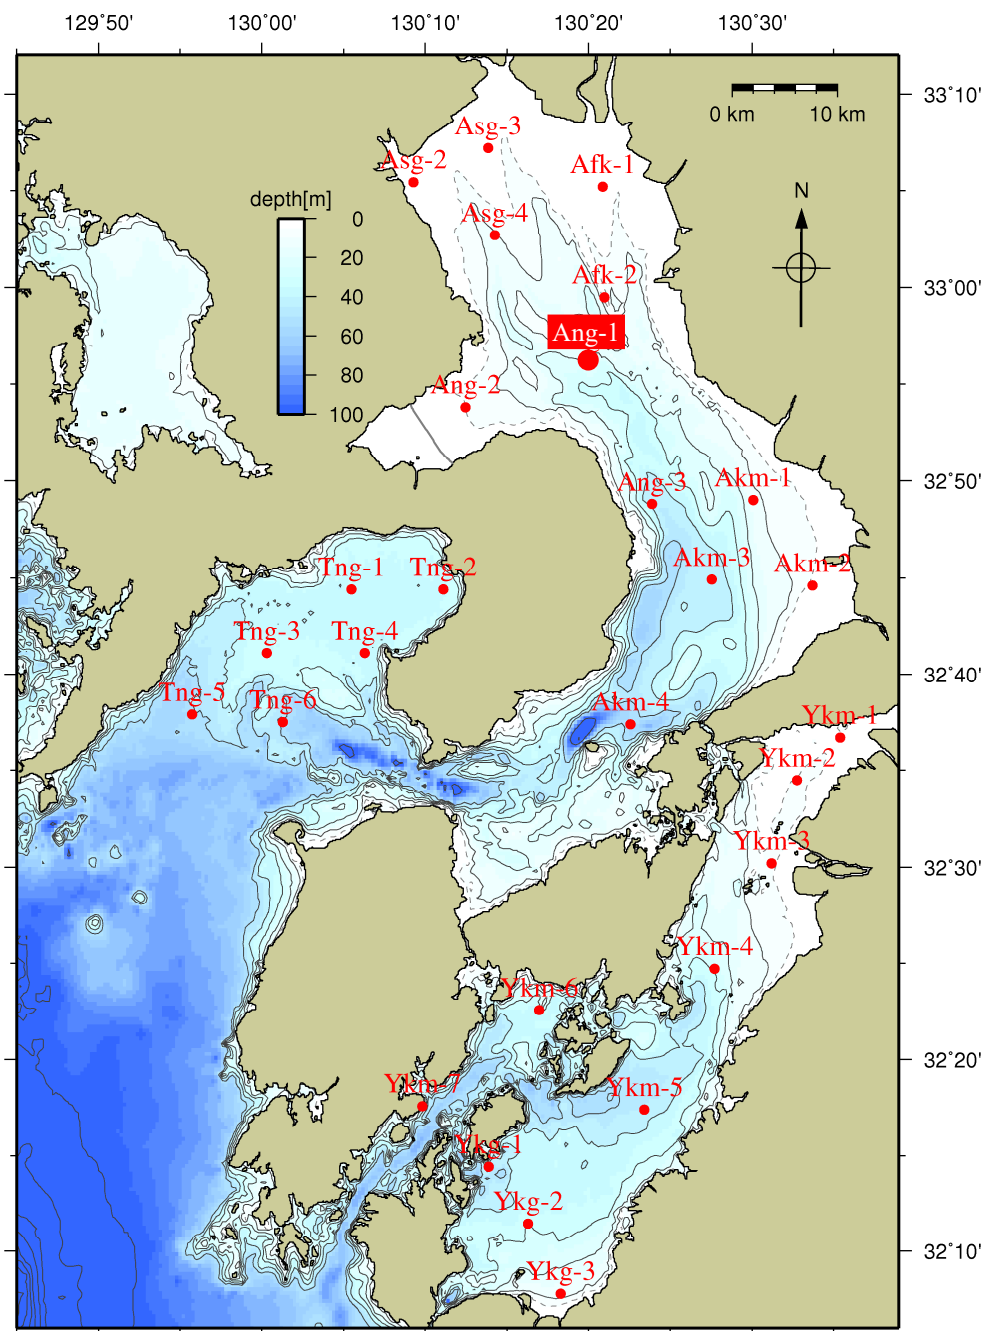 129˚50' 130˚00' 130˚10' 130˚20' 130˚30'
33˚10'
0 km 10 km
Asg-3
Asg-2
Afk-1
N
depth[m]
0
20
40
60
80
100
Asg-4
Afk-2
33˚00'
Ang-1
Ang-2
Ang-3
Akm-1
32˚50'
Tng-1
Tng-2
Akm-3
Akm-2
Tng-3
Tng-4
32˚40'
Tng-5
Tng-6
Akm-4
Ykm-1
Ykm-2
Ykm-3
32˚30'
Ykm-4
Ykm-6
32˚20'
Ykm-7
Ykm-5
Ykg-1
Ykg-2
32˚10'
Ykg-3